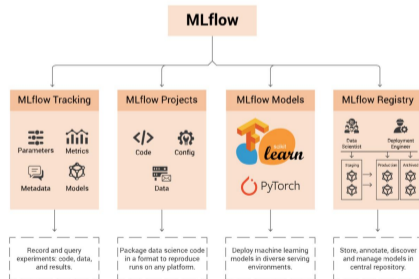 MLflow
MLflow Tracking
Parameters
Metrics
Metadata
Models
MLflow Projects
Code
Config
Data
MLflow Models
learn
PyTorch
MLflow Registry
Data
Scientist
Deployment
Engineer
Staging
Production
Archived
Record and query
experiments: code, data,
and results.
Package data science code
in a format to reproduce
runs on any platform.
Deploy machine learning
models in diverse serving
environments.
Store, annotate, discover
and manage models in
central repository.